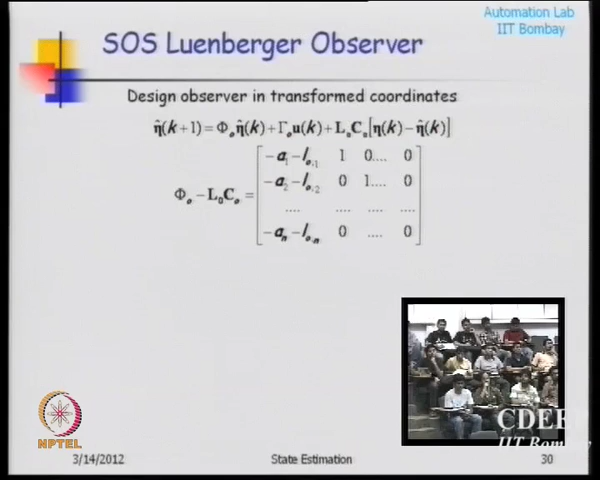 Automation Lab
IIT Bombay
SOS Luenberger Observer
Design observer in transformed coordinates
η̂(k+1) = Φₒη̂(k) + Γₒu(k) + L₀Cₒ[η(k) − η̂(k)]
−a₁ − lₒ,₁ 1 0.... 0
−a₂ − lₒ,₂ 0 1.... 0
Φₒ − L₀Cₒ =
.... .... .... ....
−aₙ − lₒ,ₙ 0 .... 0
NPTEL
CDEEP
IIT Bombay
3/14/2012 State Estimation 30